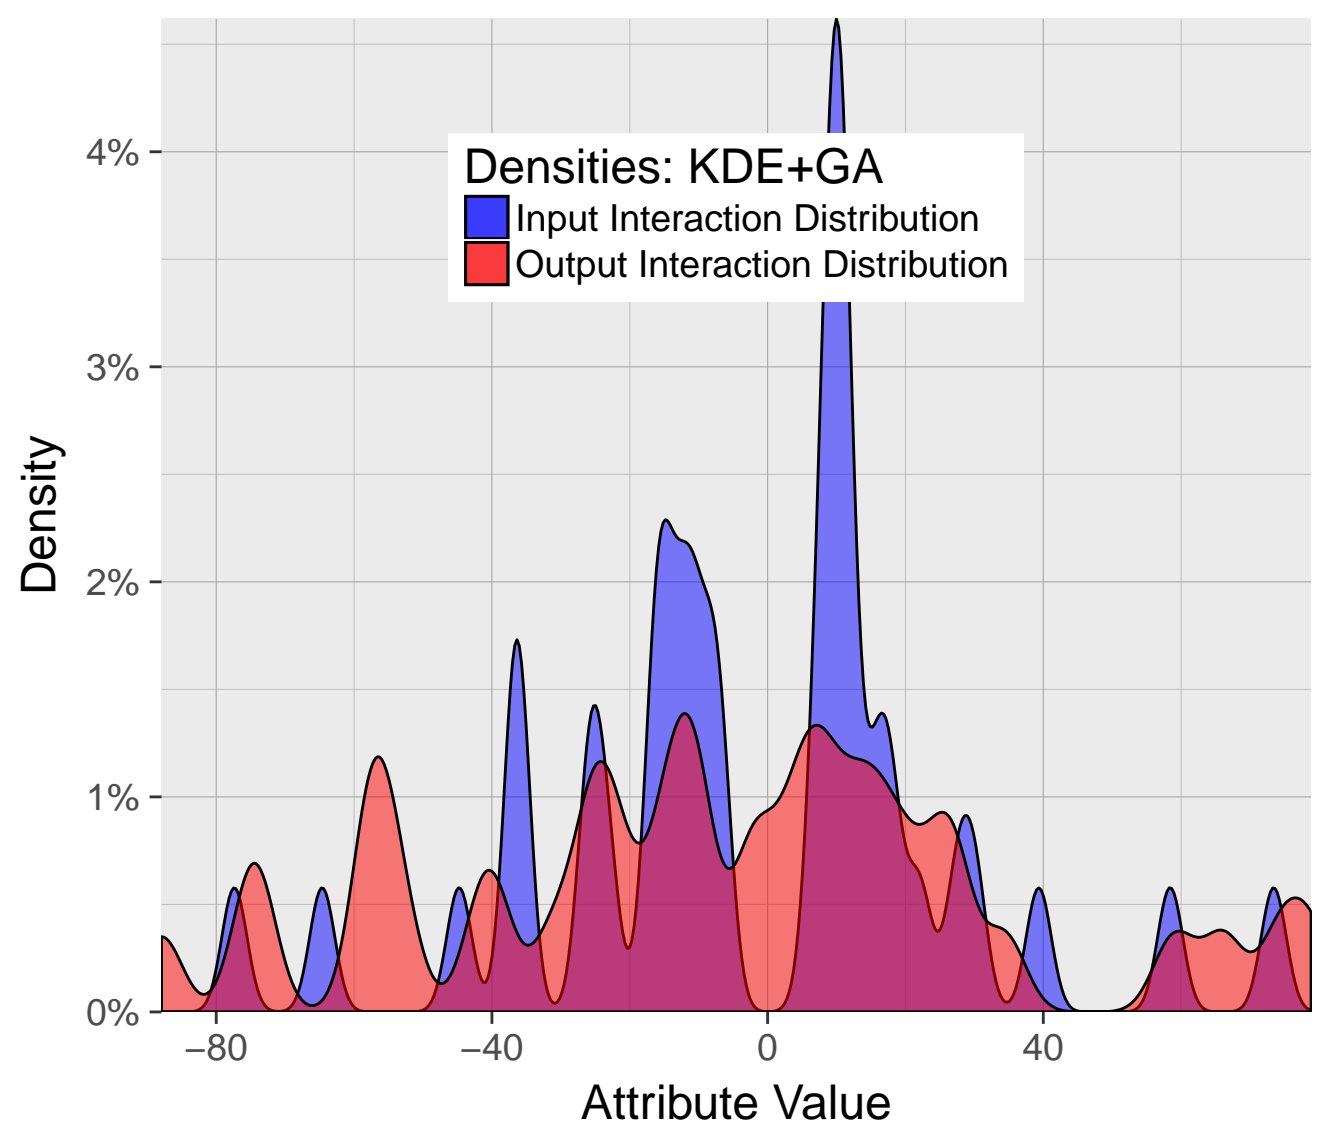 4%
3%
2%
1%
0%
Density
Densities: KDE+GA
Input Interaction Distribution
Output Interaction Distribution
−80 −40 0 40
Attribute Value